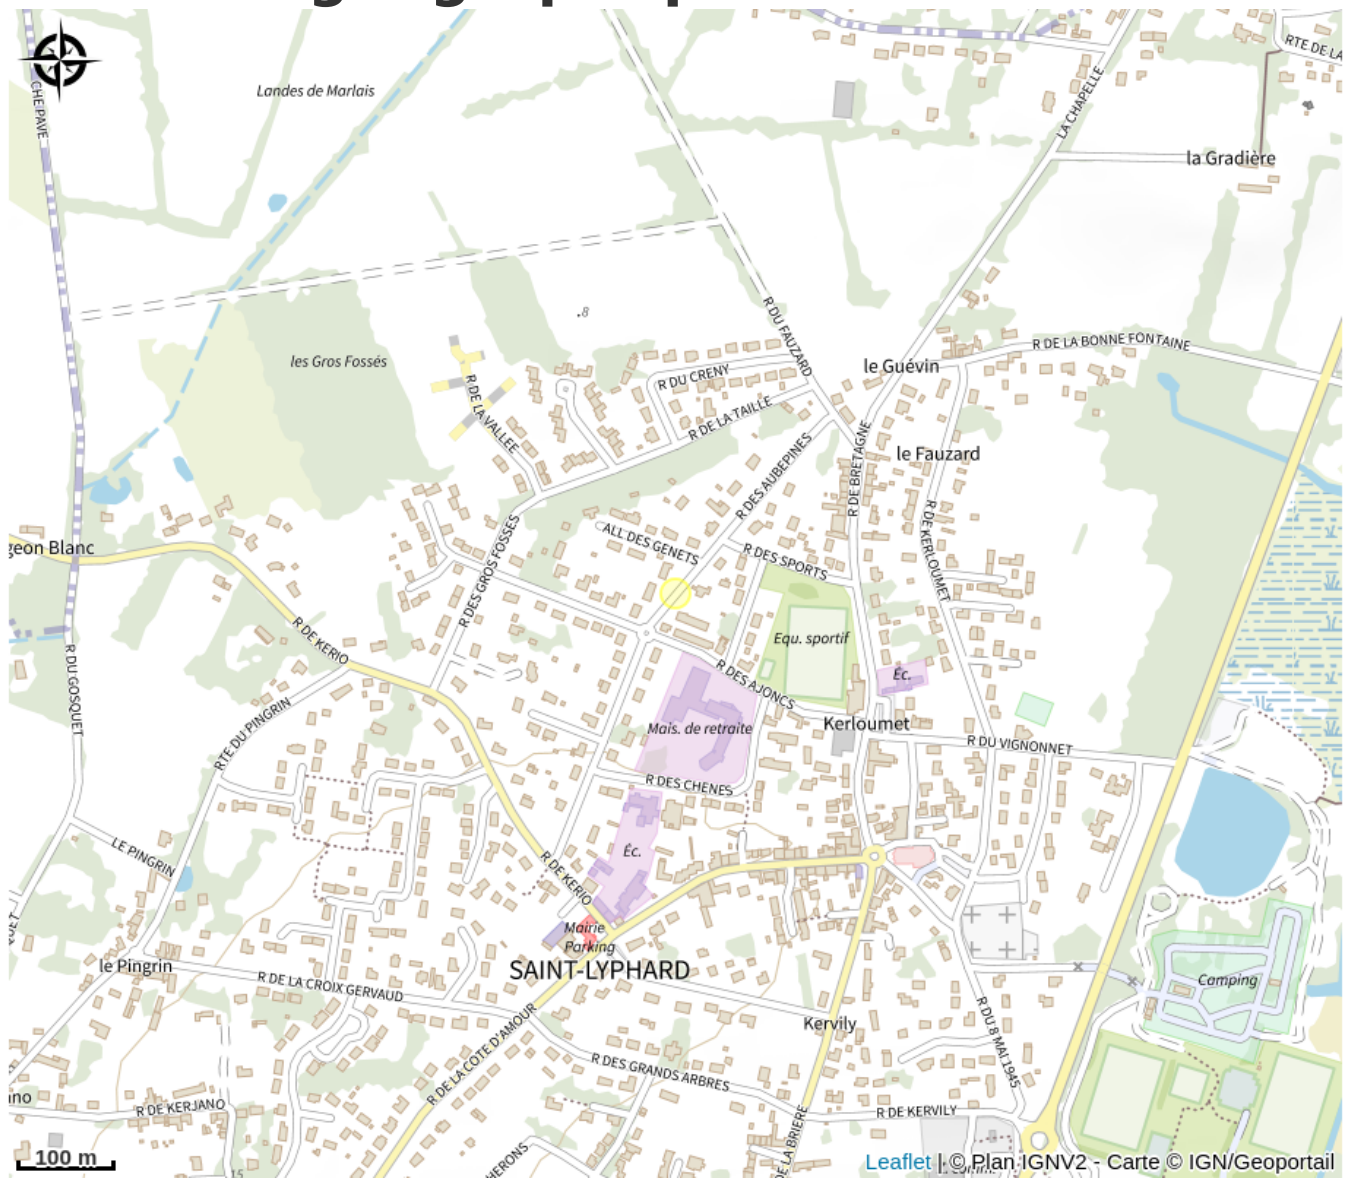 CHE PAVE
Landes de Marlais
LA CHAPELLE
RTE DE LA
la Gradière
.8
R DU FAUZARD
les Gros Fossés
R DE LA VALLEE
R DU CRENY
R DE LA TAILLE
le Guévin
R DE LA BONNE FONTAINE
R DES AUBEPINES
R DE BRETAGNE
le Fauzard
geon Blanc
R DES GROS FOSSES
ALL DES GENETS
R DES SPORTS
R DE KERLOUMET
R DE KERIO
Equ. sportif
R DU GOSQUET
RTE DU PINGRIN
R DES AJONCS
Éc.
Mais. de retraite
Kerloumet
R DU VIGNONNET
R DES CHENES
LE PINGRIN
Éc.
R DE KERIO
Mairie
Parking
SAINT-LYPHARD
le Pingrin
R DE LA CROIX GERVAUD
Camping
Kervily
R DE LA COTE D'AMOUR
R DES GRANDS ARBRES
R DU 8 MAI 1945
ano
R DE KERJANO
R DE KERVILY
DE LA BRIERE
HERONS
15
comm.
100 m
Leaflet | © Plan IGNV2 - Carte © IGN/Geoportail